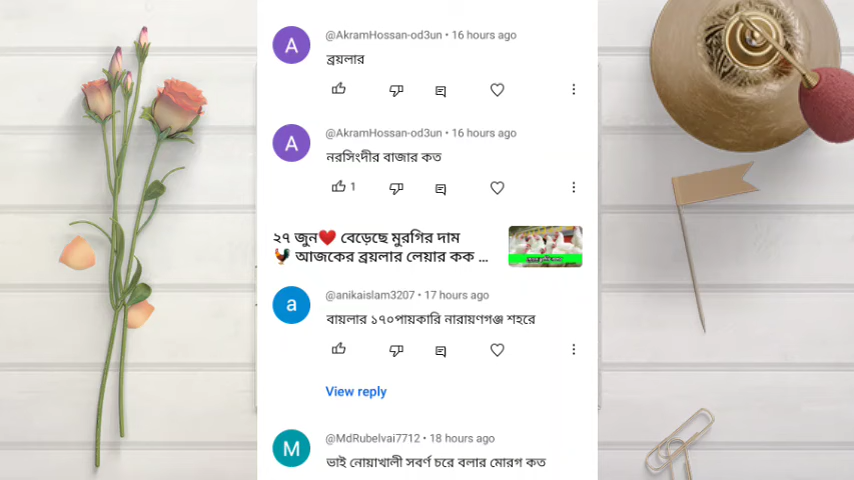 @AkramHossan-od3un • 16 hours ago
A
ব্রয়লার
@AkramHossan-od3un • 16 hours ago
A
নরসিংদীর বাজার কত
1
২৭ জুন❤️ বেড়েছে মুরগির দাম
🐓 আজকের ব্রয়লার লেয়ার কক ...
@anikaislam3207 • 17 hours ago
a
বায়লার ১৭০পায়কারি নারায়ণগঞ্জ শহরে
View reply
@MdRubelvai7712 • 18 hours ago
M
ভাই নোয়াখালী সবর্ণ চরে বলার মোরগ কত